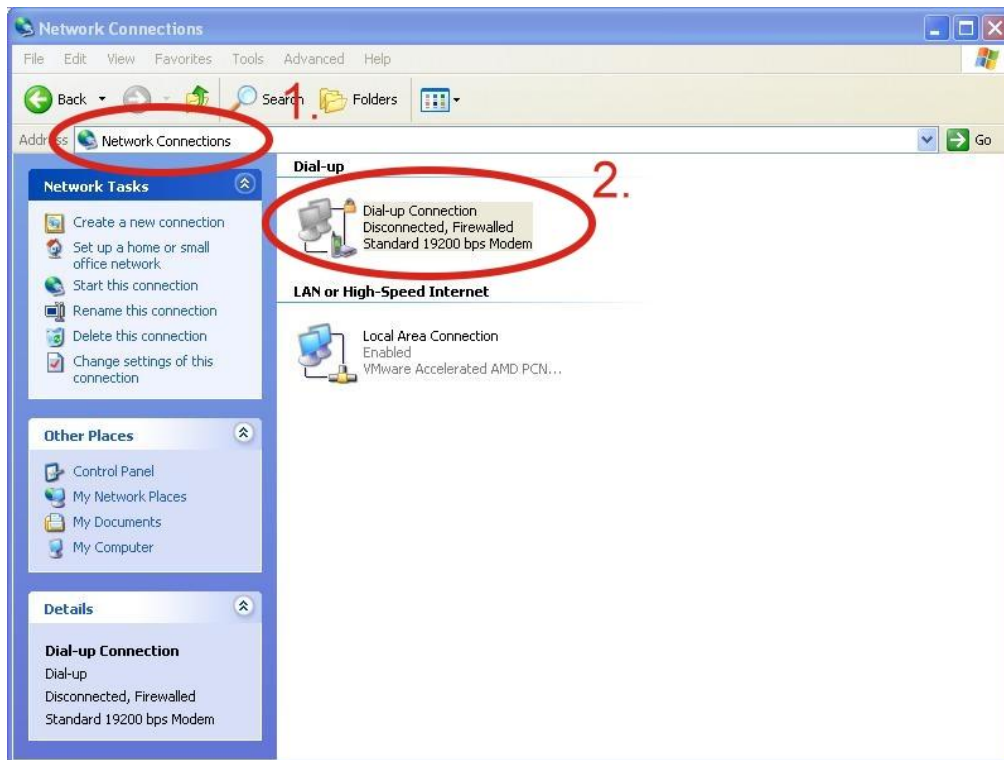 Network Connections
File Edit View Favorites Tools Advanced Help
1.
Back Search Folders
Address Network Connections Go
Network Tasks
Create a new connection
Set up a home or small
office network
Start this connection
Rename this connection
Delete this connection
Change settings of this
connection
Other Places
Control Panel
My Network Places
My Documents
My Computer
Details
Dial-up Connection
Dial-up
Disconnected, Firewalled
Standard 19200 bps Modem
Dial-up
2.
Dial-up Connection
Disconnected, Firewalled
Standard 19200 bps Modem
LAN or High-Speed Internet
Local Area Connection
Enabled
VMware Accelerated AMD PCN...